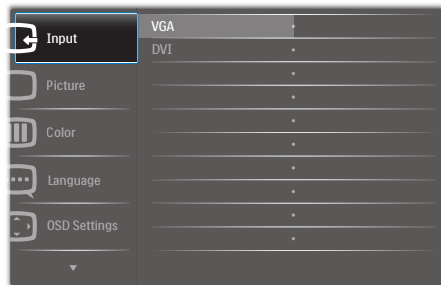 Input
VGA
DVI
Picture
Color
Language
OSD Settings